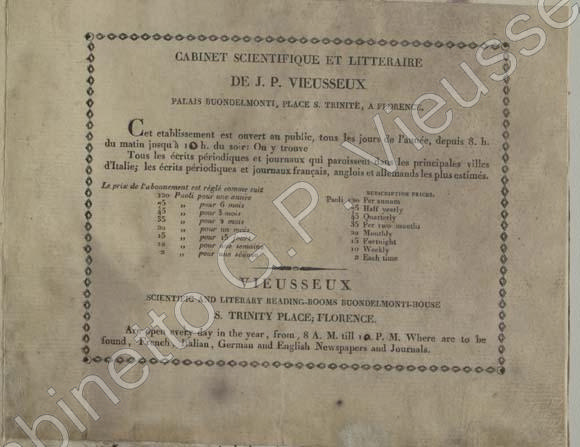 CABINET SCIENTIFIQUE ET LITTERAIRE
DE J. P. VIEUSSEUX
PALAIS BUONDELMONTI, PLACE S. TRINITÉ, A FLORENCE.
Cet etablissement est ouvert au public, tous les jours de l'année, depuis 8. h.
du matin jusqu'à 10 h. du soir: On y trouve
Tous les écrits périodiques et journaux qui paroissent dans les principales villes
d'Italie; les écrits périodiques et journaux français, anglois et allemands les plus estimés.
Le prix de l'abonement est réglé comme suit
120 Paoli pour une année
75 „ pour 6 mois
45 „ pour 3 mois
35 „ pour 2 mois
20 „ pour un mois
15 „ pour 15 jours
10 „ pour une semaine
2 „ pour une séance
SUBSCRIPTION PRICES.
Paoli 120 Per annum
75 Half yearly
45 Quarterly
35 Per two months
20 Monthly
15 Fortnight
10 Weekly
2 Each time
VIEUSSEUX
SCIENTIFIC AND LITERARY READING-ROOMS BUONDELMONTI-HOUSE
S. TRINITY PLACE; FLORENCE.
Are open every day in the year, from, 8 A. M. till 10 P. M. Where are to be
found, French, Italian, German and English Newspapers and Journals.
Gabinetto G.P. Vieusseux